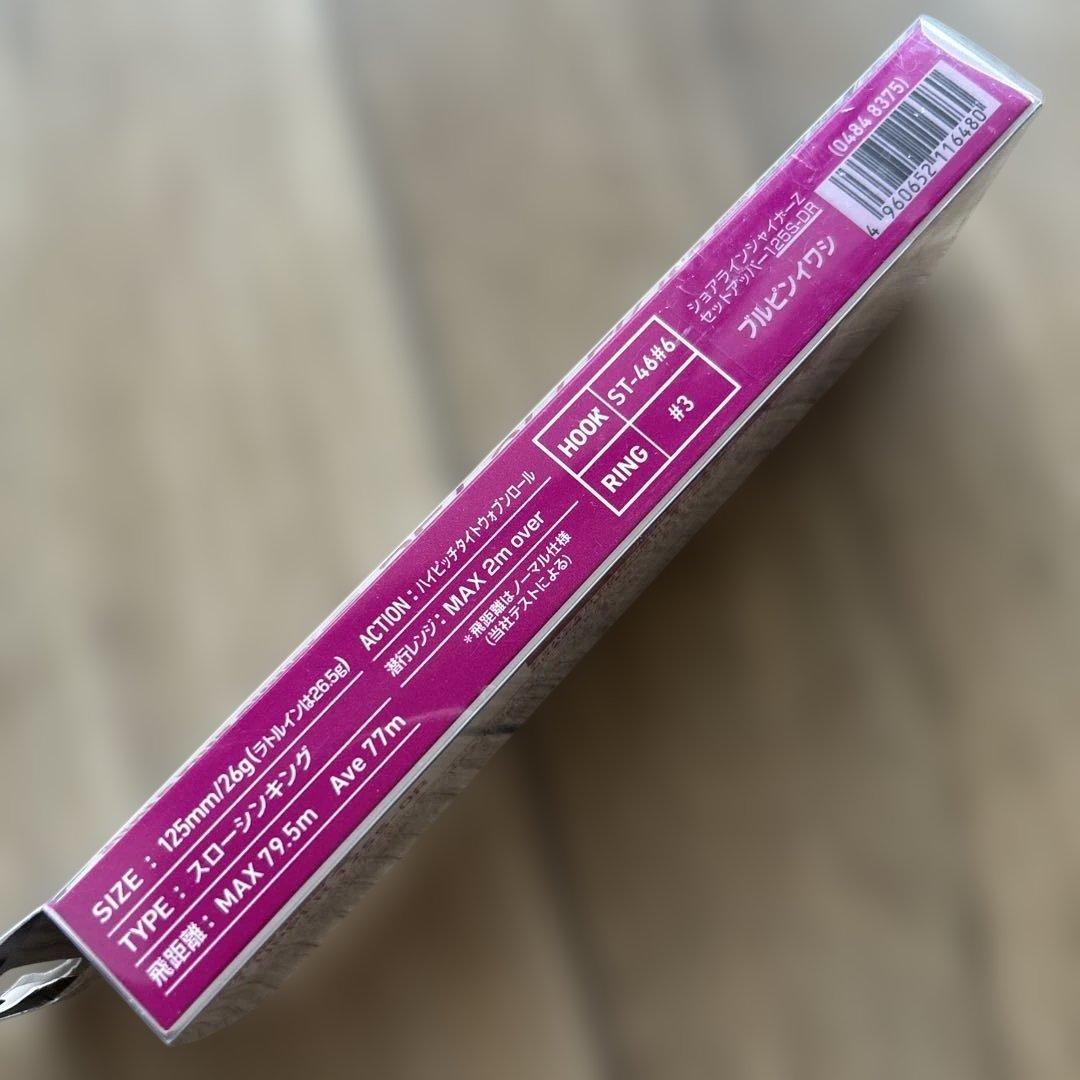 SIZE：125mm/26g(ラトルインは26.5g)
TYPE：スローシンキング
飛距離：MAX 79.5m Ave 77m
ACTION：ハイピッチタイトウォブンロール
潜行レンジ：MAX 2m over
＊飛距離はノーマル仕様
(当社テストによる)
HOOK ST-46#6
RING #3
ショアラインシャイナーZ
セットアッパー125S-DR
ブルピンイワシ
(0484 8375)
4 960652 116480